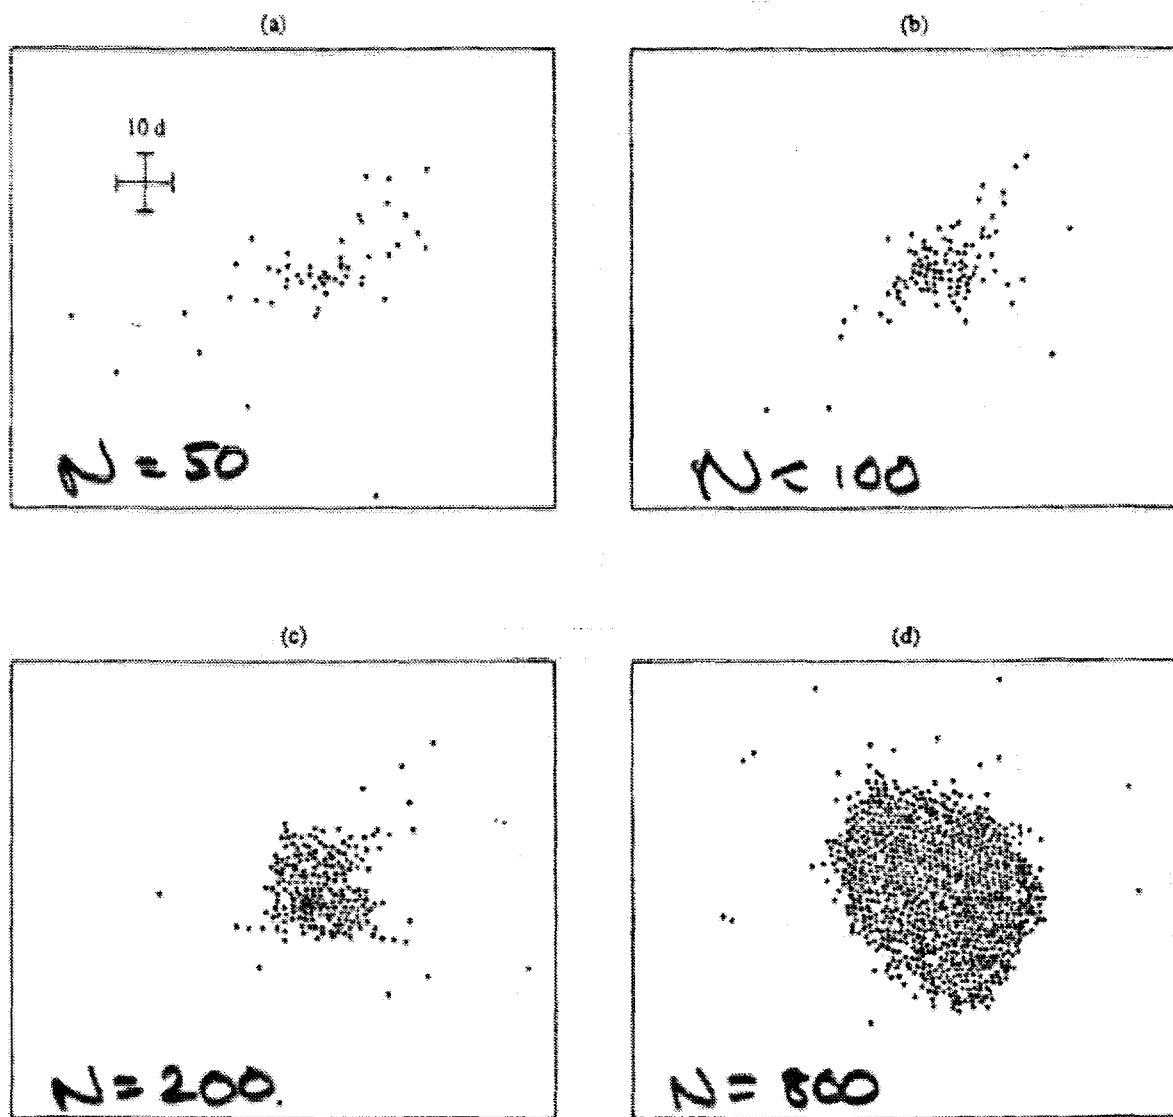 (a)
(b)
10 d
N = 50
N = 100
(c)
(d)
N = 200.
N = 800